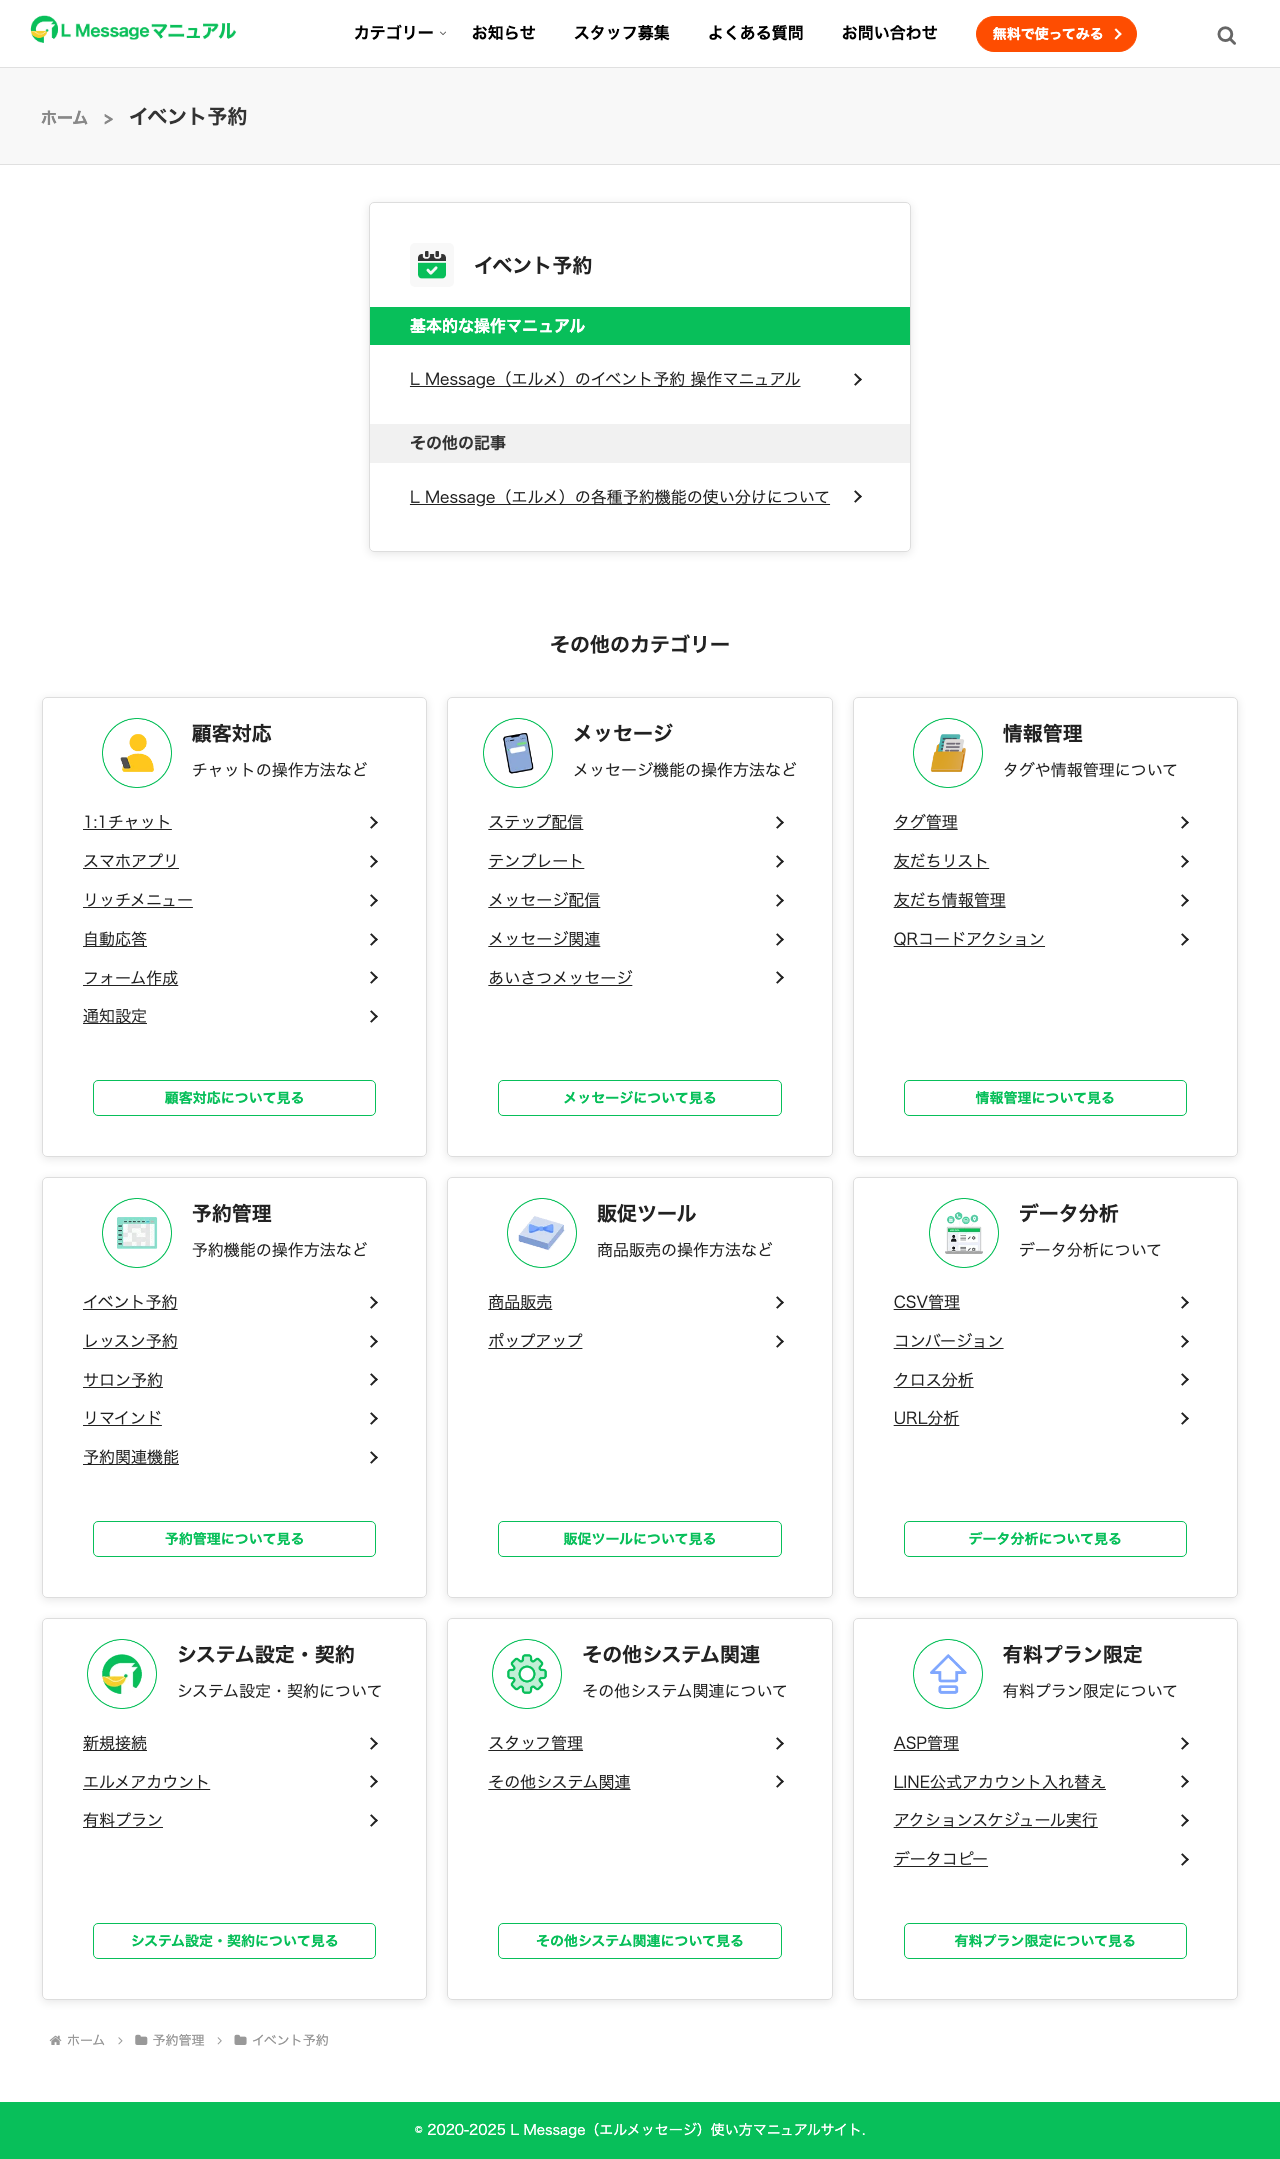 L Messageマニュアル
カテゴリー
お知らせ
スタッフ募集
よくある質問
お問い合わせ
無料で使ってみる
ホーム > イベント予約
イベント予約
基本的な操作マニュアル
L Message（エルメ）のイベント予約 操作マニュアル
その他の記事
L Message（エルメ）の各種予約機能の使い分けについて
その他のカテゴリー
顧客対応
チャットの操作方法など
1:1チャット
スマホアプリ
リッチメニュー
自動応答
フォーム作成
通知設定
顧客対応について見る
メッセージ
メッセージ機能の操作方法など
ステップ配信
テンプレート
メッセージ配信
メッセージ関連
あいさつメッセージ
メッセージについて見る
情報管理
タグや情報管理について
タグ管理
友だちリスト
友だち情報管理
QRコードアクション
情報管理について見る
予約管理
予約機能の操作方法など
イベント予約
レッスン予約
サロン予約
リマインド
予約関連機能
予約管理について見る
販促ツール
商品販売の操作方法など
商品販売
ポップアップ
販促ツールについて見る
データ分析
データ分析について
CSV管理
コンバージョン
クロス分析
URL分析
データ分析について見る
システム設定・契約
システム設定・契約について
新規接続
エルメアカウント
有料プラン
システム設定・契約について見る
その他システム関連
その他システム関連について
スタッフ管理
その他システム関連
その他システム関連について見る
有料プラン限定
有料プラン限定について
ASP管理
LINE公式アカウント入れ替え
アクションスケジュール実行
データコピー
有料プラン限定について見る
ホーム > 予約管理 > イベント予約
© 2020-2025 L Message（エルメッセージ）使い方マニュアルサイト.